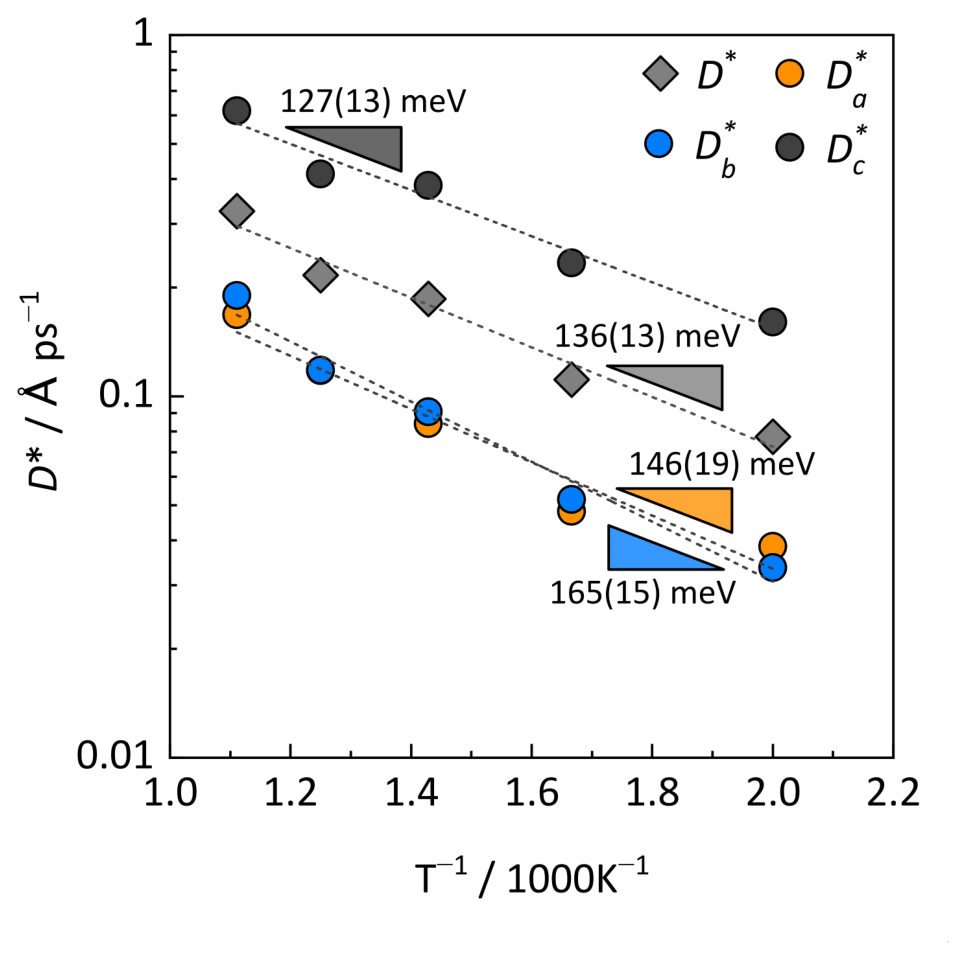 1
0.1
0.01
D* / Å ps⁻¹
D*
D*a
D*b
D*c
127(13) meV
136(13) meV
146(19) meV
165(15) meV
1.0 1.2 1.4 1.6 1.8 2.0 2.2
T⁻¹ / 1000K⁻¹